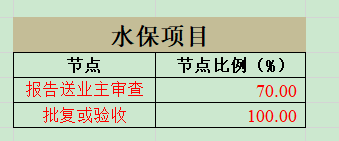 水保项目
节点 节点比例（%）
报告送业主审查 70.00
批复或验收 100.00